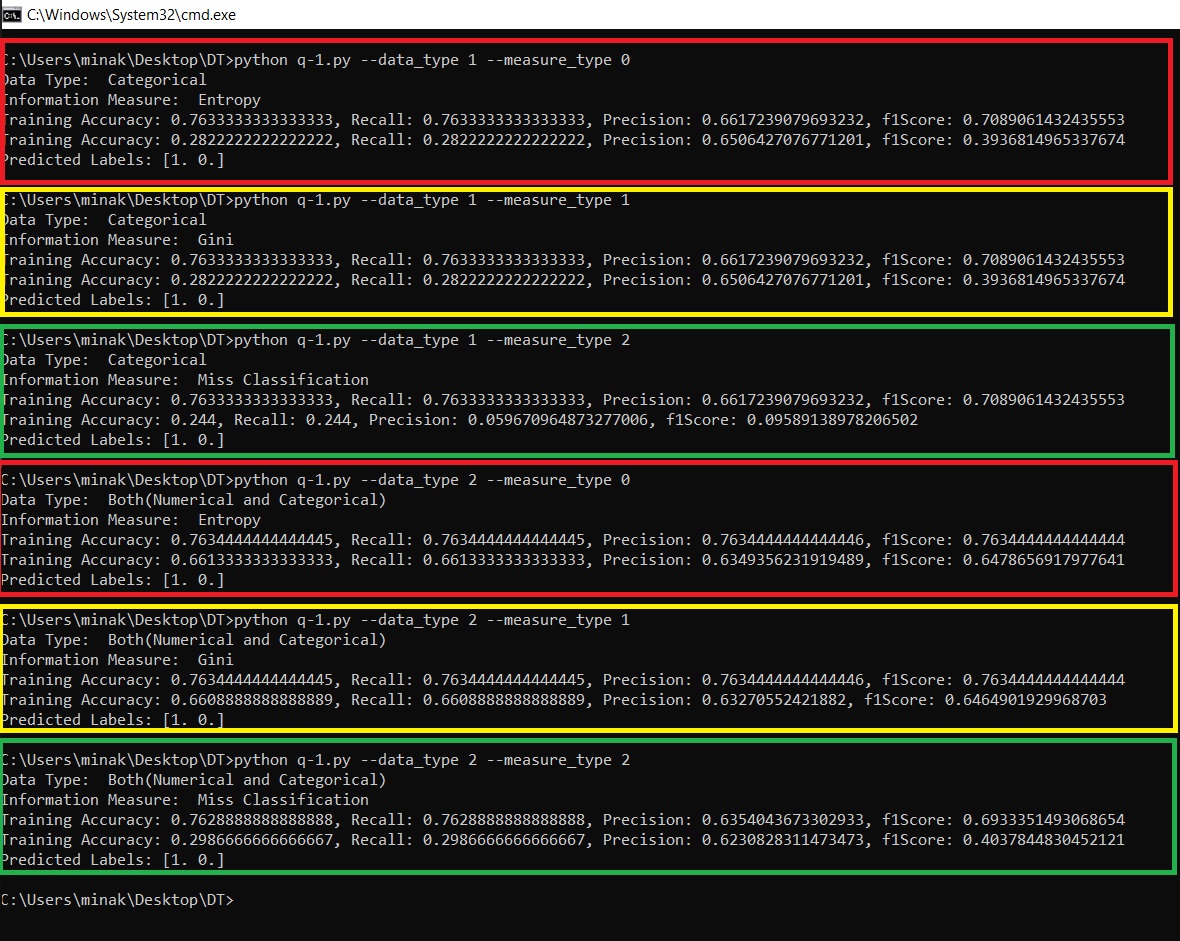 C:\Windows\System32\cmd.exe
C:\Users\minak\Desktop\DT>python q-1.py --data_type 1 --measure_type 0
Data Type:  Categorical
Information Measure:  Entropy
Training Accuracy: 0.7633333333333333, Recall: 0.7633333333333333, Precision: 0.6617239079693232, f1Score: 0.7089061432435553
Training Accuracy: 0.2822222222222222, Recall: 0.2822222222222222, Precision: 0.6506427076771201, f1Score: 0.3936814965337674
Predicted Labels: [1. 0.]
C:\Users\minak\Desktop\DT>python q-1.py --data_type 1 --measure_type 1
Data Type:  Categorical
Information Measure:  Gini
Training Accuracy: 0.7633333333333333, Recall: 0.7633333333333333, Precision: 0.6617239079693232, f1Score: 0.7089061432435553
Training Accuracy: 0.2822222222222222, Recall: 0.2822222222222222, Precision: 0.6506427076771201, f1Score: 0.3936814965337674
Predicted Labels: [1. 0.]
C:\Users\minak\Desktop\DT>python q-1.py --data_type 1 --measure_type 2
Data Type:  Categorical
Information Measure:  Miss Classification
Training Accuracy: 0.7633333333333333, Recall: 0.7633333333333333, Precision: 0.6617239079693232, f1Score: 0.7089061432435553
Training Accuracy: 0.244, Recall: 0.244, Precision: 0.059670964873277006, f1Score: 0.09589138978206502
Predicted Labels: [1. 0.]
C:\Users\minak\Desktop\DT>python q-1.py --data_type 2 --measure_type 0
Data Type:  Both(Numerical and Categorical)
Information Measure:  Entropy
Training Accuracy: 0.7634444444444445, Recall: 0.7634444444444445, Precision: 0.7634444444444446, f1Score: 0.7634444444444444
Training Accuracy: 0.6613333333333333, Recall: 0.6613333333333333, Precision: 0.6349356231919489, f1Score: 0.6478656917977641
Predicted Labels: [1. 0.]
C:\Users\minak\Desktop\DT>python q-1.py --data_type 2 --measure_type 1
Data Type:  Both(Numerical and Categorical)
Information Measure:  Gini
Training Accuracy: 0.7634444444444445, Recall: 0.7634444444444445, Precision: 0.7634444444444446, f1Score: 0.7634444444444444
Training Accuracy: 0.6608888888888889, Recall: 0.6608888888888889, Precision: 0.63270552421882, f1Score: 0.6464901929968703
Predicted Labels: [1. 0.]
C:\Users\minak\Desktop\DT>python q-1.py --data_type 2 --measure_type 2
Data Type:  Both(Numerical and Categorical)
Information Measure:  Miss Classification
Training Accuracy: 0.7628888888888888, Recall: 0.7628888888888888, Precision: 0.6354043673302933, f1Score: 0.6933351493068654
Training Accuracy: 0.2986666666666667, Recall: 0.2986666666666667, Precision: 0.6230828311473473, f1Score: 0.4037844830452121
Predicted Labels: [1. 0.]
C:\Users\minak\Desktop\DT>